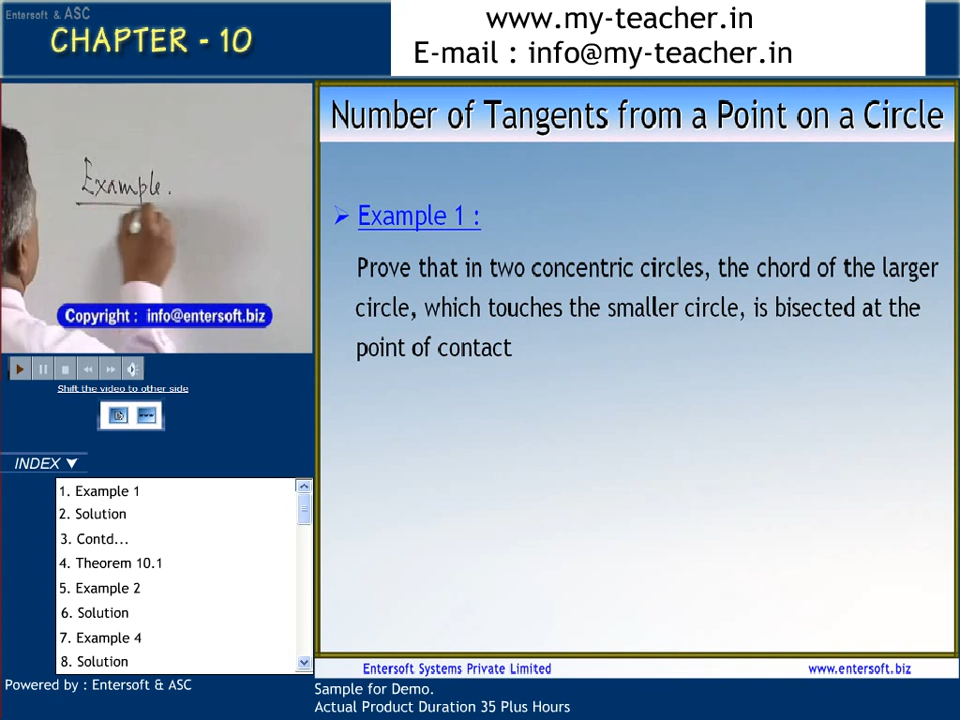 Entersoft & ASC
CHAPTER - 10
www.my-teacher.in
E-mail : info@my-teacher.in
Example.
Copyright : info@entersoft.biz
Shift the video to other side
INDEX
1. Example 1
2. Solution
3. Contd...
4. Theorem 10.1
5. Example 2
6. Solution
7. Example 4
8. Solution
Powered by : Entersoft & ASC
Number of Tangents from a Point on a Circle
Example 1 :
Prove that in two concentric circles, the chord of the larger
circle, which touches the smaller circle, is bisected at the
point of contact
Entersoft Systems Private Limited
www.entersoft.biz
Sample for Demo.
Actual Product Duration 35 Plus Hours